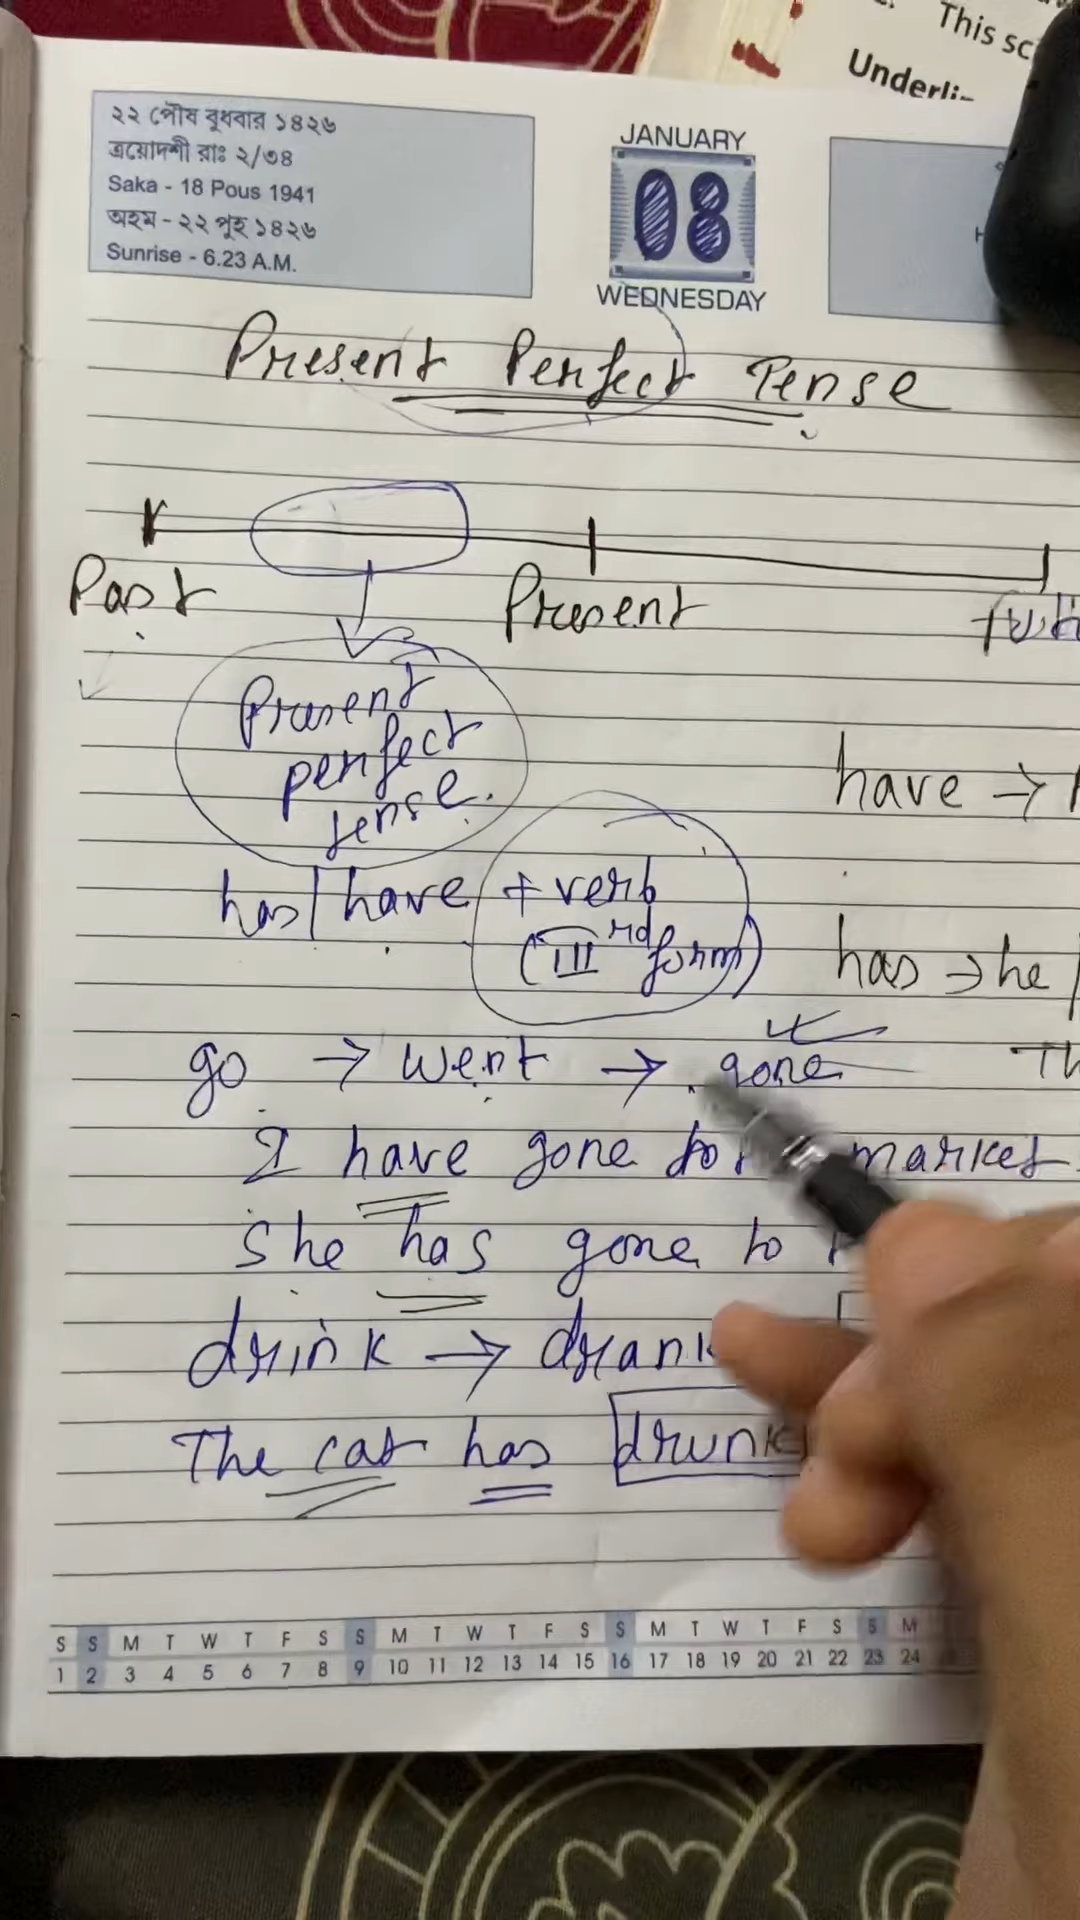 This
Underli
২২ পৌষ বুধবার ১৪২৬
ত্রয়োদশী রাঃ ২/৩৪
Saka - 18 Pous 1941
অহম - ২২ পুহ ১৪২৬
Sunrise - 6.23 A.M.
JANUARY
08
WEDNESDAY
Present Perfect Tense
Past Present
Present
perfect
tense.
have →
has/have + verb
(III rd form)
has → he
go → went → gone
I have gone to market.
She has gone to
drink → drank
The cat has drunk
S S M T W T F S S M T W T F S S M T W T F S S M
1 2 3 4 5 6 7 8 9 10 11 12 13 14 15 16 17 18 19 20 21 22 23 24